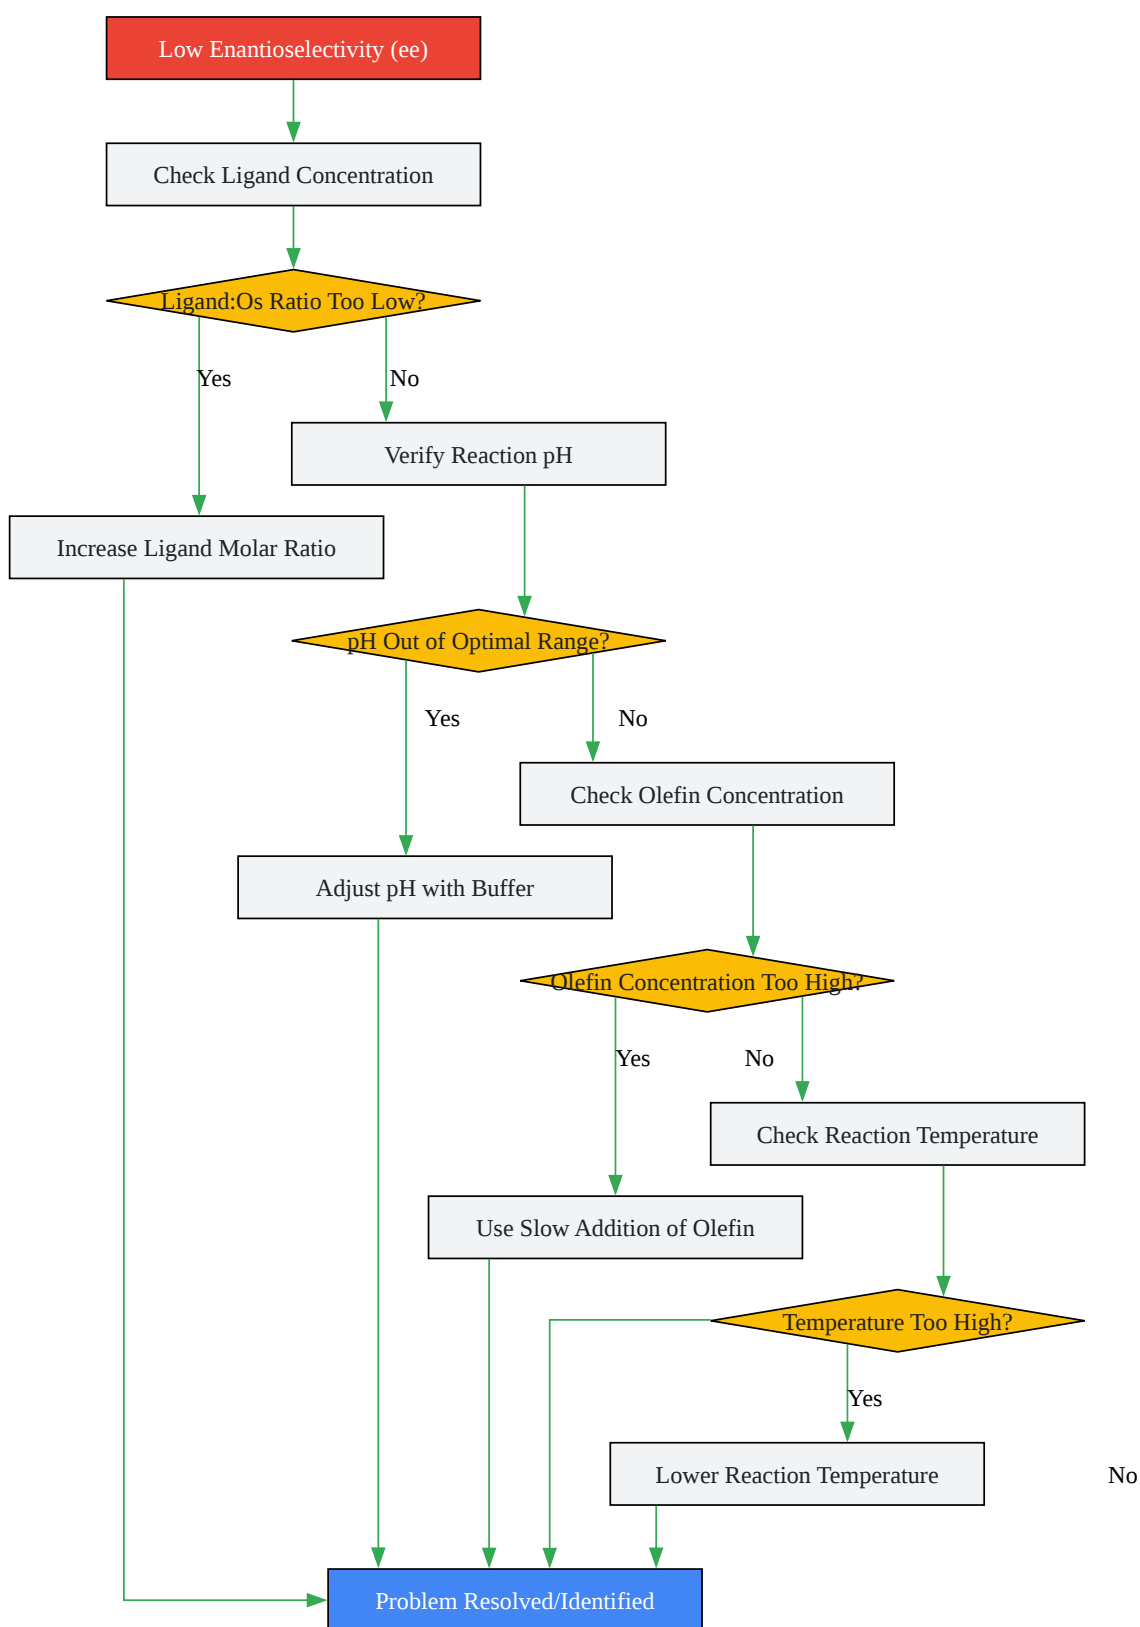 Low Enantioselectivity (ee)
Check Ligand Concentration
Ligand:Os Ratio Too Low?
Yes
No
Verify Reaction pH
Increase Ligand Molar Ratio
pH Out of Optimal Range?
Yes
No
Check Olefin Concentration
Adjust pH with Buffer
Olefin Concentration Too High?
Yes
No
Check Reaction Temperature
Use Slow Addition of Olefin
Temperature Too High?
Yes
Lower Reaction Temperature
No
Problem Resolved/Identified